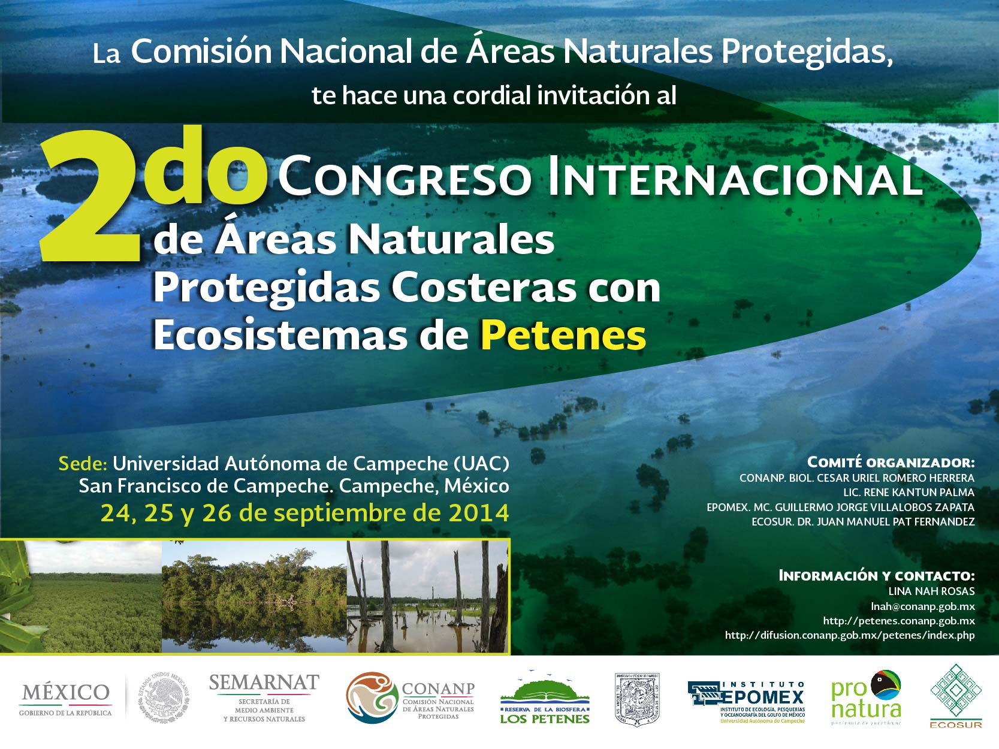 La Comisión Nacional de Áreas Naturales Protegidas,
te hace una cordial invitación al
2do Congreso Internacional
de Áreas Naturales
Protegidas Costeras con
Ecosistemas de Petenes
Sede: Universidad Autónoma de Campeche (UAC)
San Francisco de Campeche. Campeche, México
24, 25 y 26 de septiembre de 2014
Comité organizador:
CONANP. BIOL. CESAR URIEL ROMERO HERRERA
LIC. RENE KANTUN PALMA
EPOMEX. MC. GUILLERMO JORGE VILLALOBOS ZAPATA
ECOSUR. DR. JUAN MANUEL PAT FERNANDEZ
Información y contacto:
LINA NAH ROSAS
lnah@conanp.gob.mx
http://petenes.conanp.gob.mx
http://difusion.conanp.gob.mx/petenes/index.php
MÉXICO
GOBIERNO DE LA REPÚBLICA
ESTADOS UNIDOS MEXICANOS
SEMARNAT
SECRETARÍA DE
MEDIO AMBIENTE
Y RECURSOS NATURALES
CONANP
COMISIÓN NACIONAL
DE ÁREAS NATURALES
PROTEGIDAS
RESERVA DE LA BIOSFERA
LOS PETENES
UNIVERSIDAD AUTÓNOMA DE CAMPECHE
INSTITUTO
EPOMEX
INSTITUTO DE ECOLOGÍA, PESQUERÍAS
Y OCEANOGRAFÍA DEL GOLFO DE MÉXICO
Universidad Autónoma de Campeche
pro
natura
península de yucatán, ac
ECOSUR